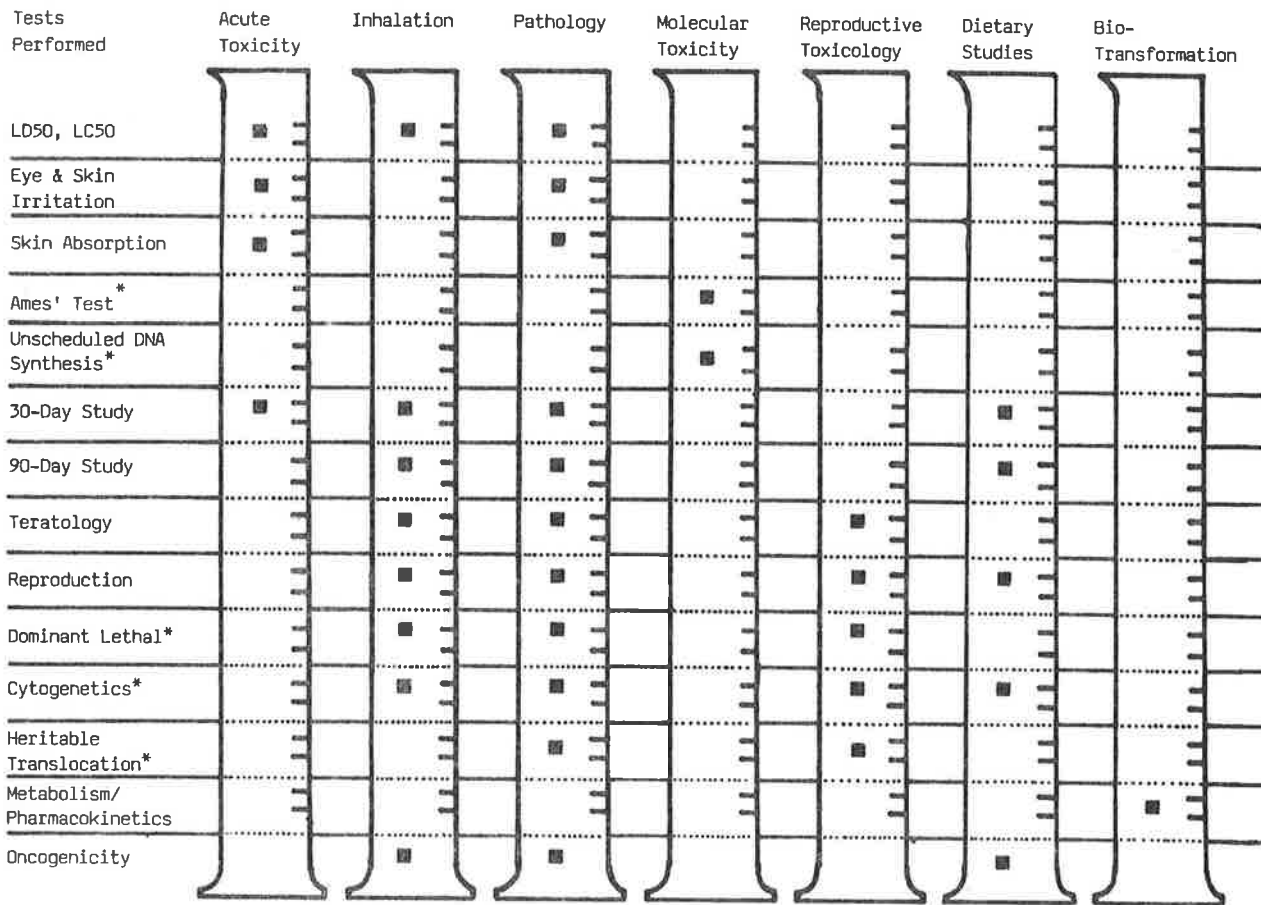 Tests
Performed
Acute
Toxicity
Inhalation
Pathology
Molecular
Toxicity
Reproductive
Toxicology
Dietary
Studies
Bio-
Transformation
LD50, LC50
Eye & Skin
Irritation
Skin Absorption
Ames' Test*
Unscheduled DNA
Synthesis*
30-Day Study
90-Day Study
Teratology
Reproduction
Dominant Lethal*
Cytogenetics*
Heritable
Translocation*
Metabolism/
Pharmacokinetics
Oncogenicity